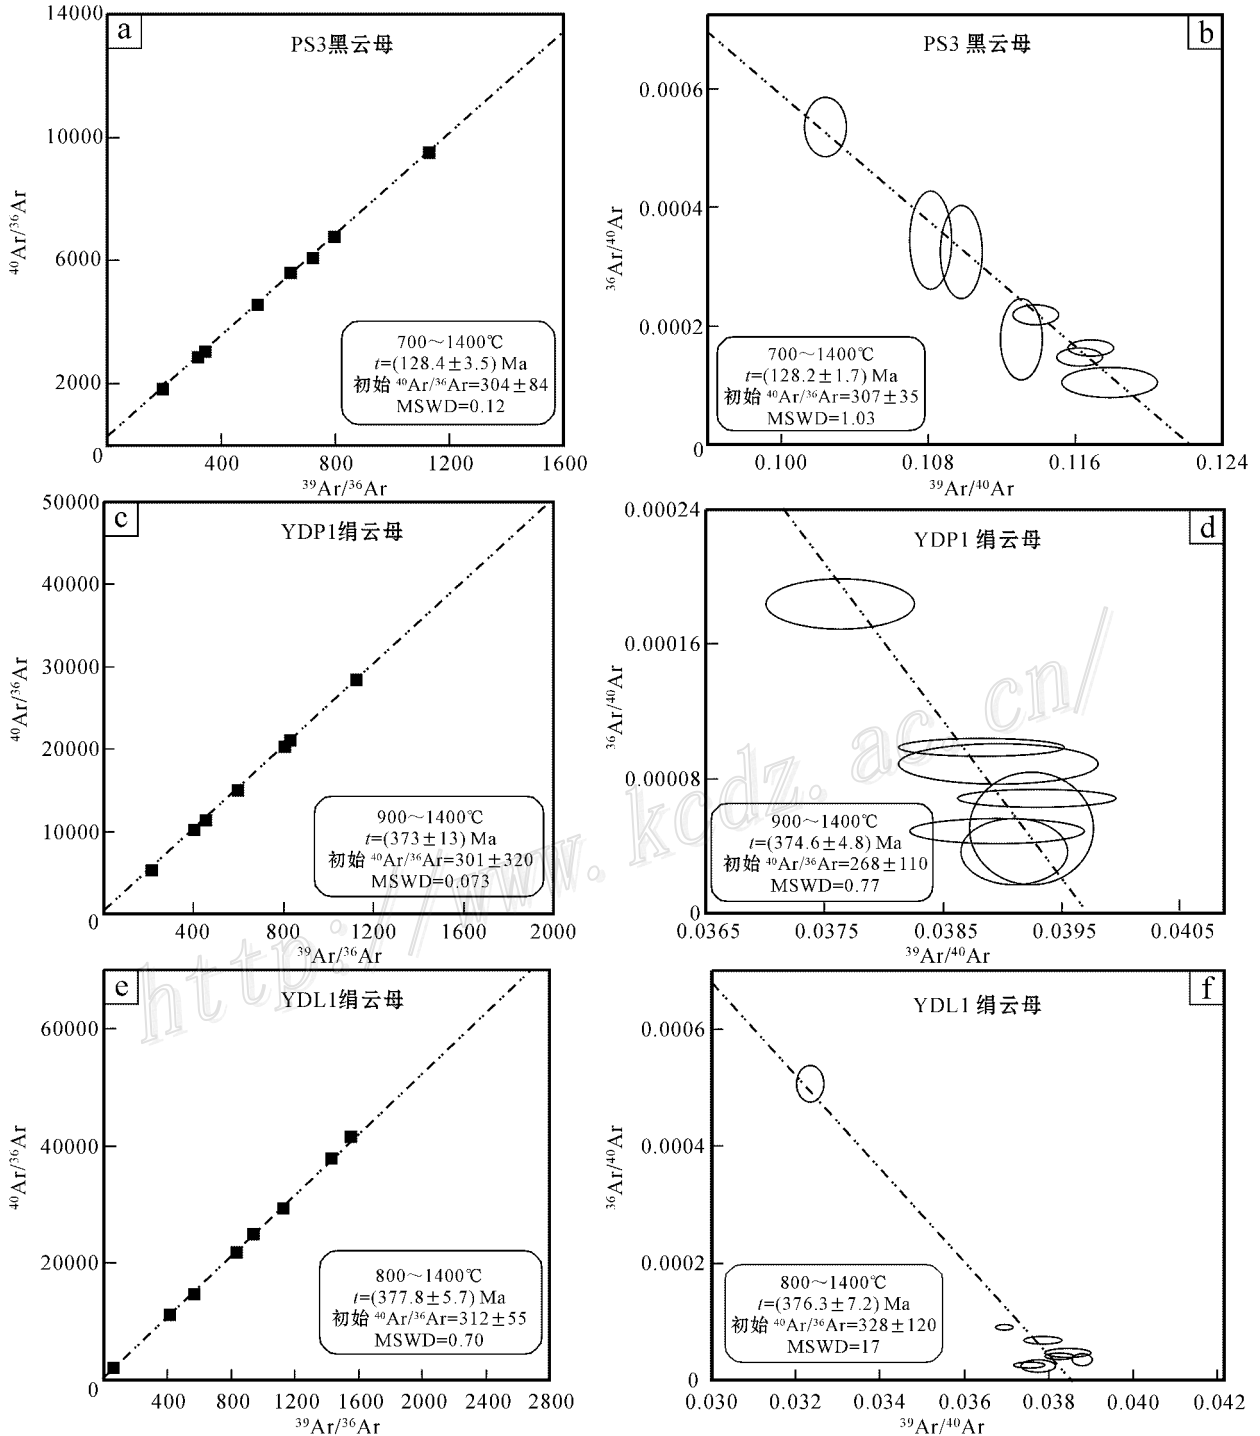 a
PS3黑云母
14000
10000
6000
2000
0
400
800
1200
1600
⁴⁰Ar/³⁶Ar
³⁹Ar/³⁶Ar
700～1400℃
t=(128.4±3.5) Ma
初始 ⁴⁰Ar/³⁶Ar=304±84
MSWD=0.12
b
PS3 黑云母
0.0006
0.0004
0.0002
0
0.100
0.108
0.116
0.124
³⁶Ar/⁴⁰Ar
³⁹Ar/⁴⁰Ar
700～1400℃
t=(128.2±1.7) Ma
初始 ⁴⁰Ar/³⁶Ar=307±35
MSWD=1.03
c
YDP1绢云母
50000
40000
30000
20000
10000
0
400
800
1200
1600
2000
⁴⁰Ar/³⁶Ar
³⁹Ar/³⁶Ar
900～1400℃
t=(373±13) Ma
初始 ⁴⁰Ar/³⁶Ar=301±320
MSWD=0.073
d
YDP1 绢云母
0.00024
0.00016
0.00008
0
0.0365
0.0375
0.0385
0.0395
0.0405
³⁶Ar/⁴⁰Ar
³⁹Ar/⁴⁰Ar
900～1400℃
t=(374.6±4.8) Ma
初始 ⁴⁰Ar/³⁶Ar=268±110
MSWD=0.77
e
YDL1绢云母
60000
40000
20000
0
400
800
1200
1600
2000
2400
2800
⁴⁰Ar/³⁶Ar
³⁹Ar/³⁶Ar
800～1400℃
t=(377.8±5.7) Ma
初始 ⁴⁰Ar/³⁶Ar=312±55
MSWD=0.70
f
YDL1 绢云母
0.0006
0.0004
0.0002
0
0.030
0.032
0.034
0.036
0.038
0.040
0.042
³⁶Ar/⁴⁰Ar
³⁹Ar/⁴⁰Ar
800～1400℃
t=(376.3±7.2) Ma
初始 ⁴⁰Ar/³⁶Ar=328±120
MSWD=17
http://www.kcdz.ac.cn/